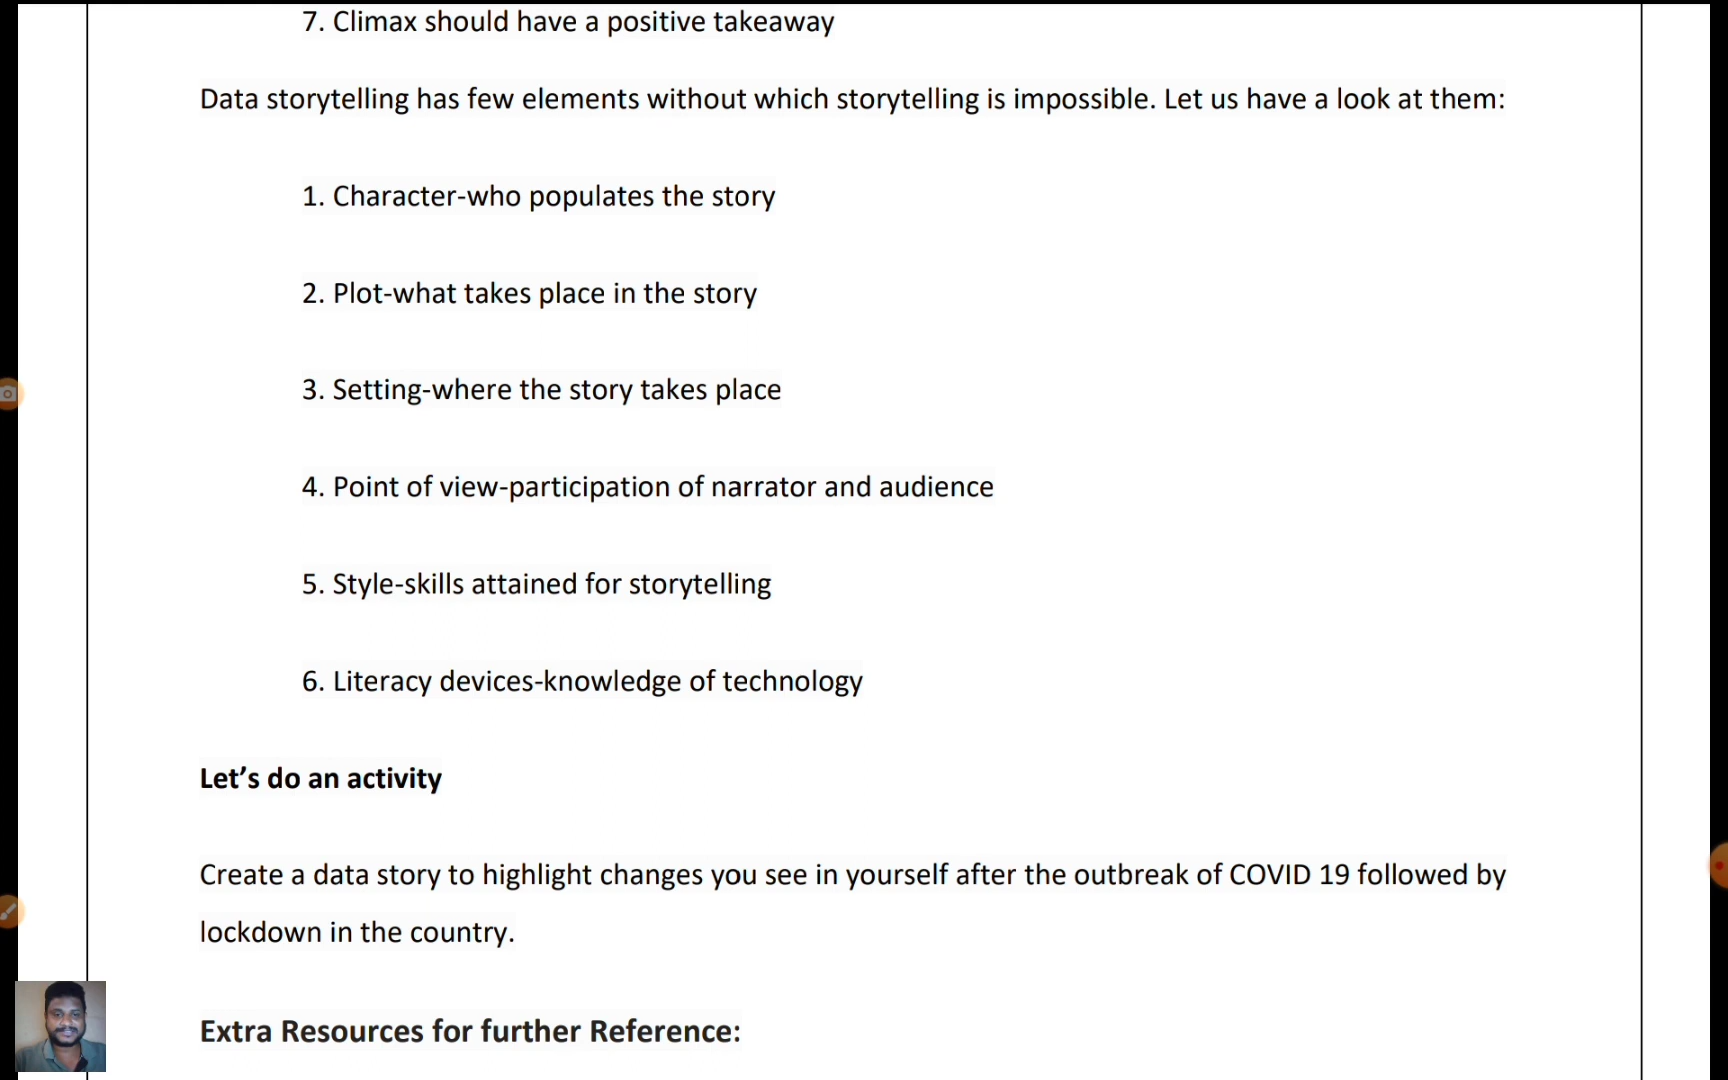 7. Climax should have a positive takeaway
Data storytelling has few elements without which storytelling is impossible. Let us have a look at them:
1. Character-who populates the story
2. Plot-what takes place in the story
3. Setting-where the story takes place
4. Point of view-participation of narrator and audience
5. Style-skills attained for storytelling
6. Literacy devices-knowledge of technology
Let’s do an activity
Create a data story to highlight changes you see in yourself after the outbreak of COVID 19 followed by
lockdown in the country.
Extra Resources for further Reference: